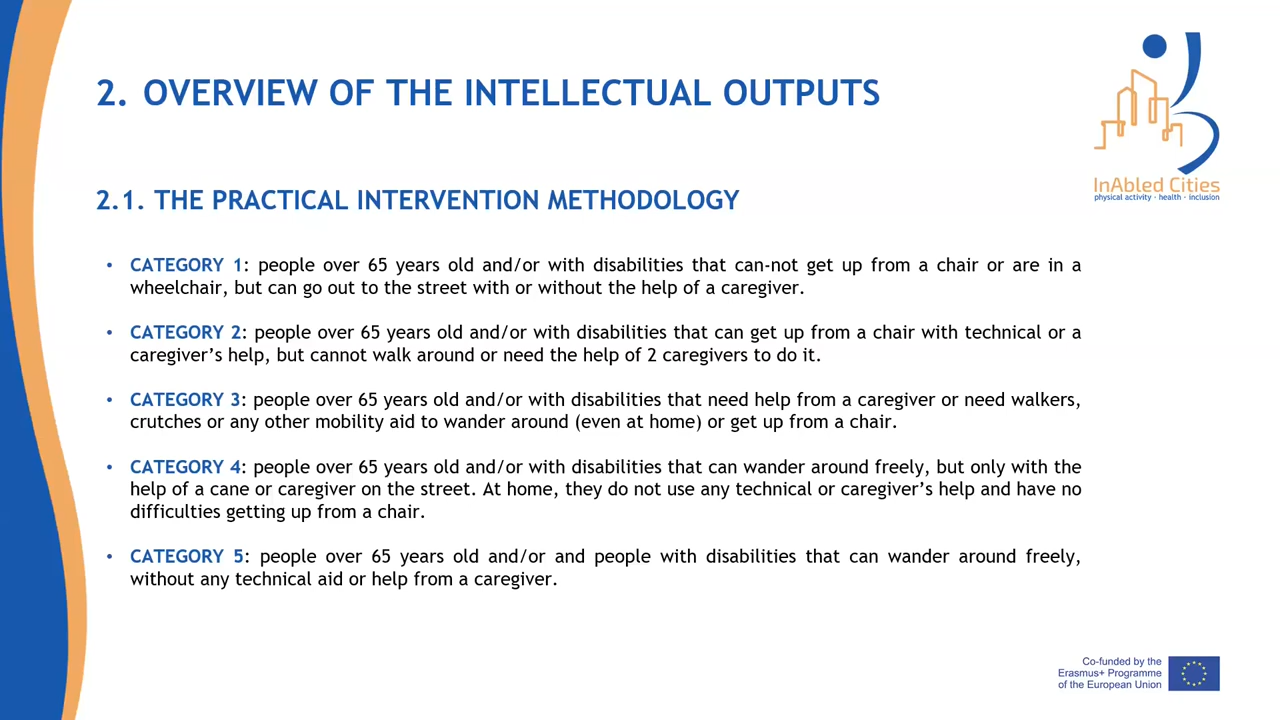 2. OVERVIEW OF THE INTELLECTUAL OUTPUTS
InAbled Cities
physical activity - health - inclusion
2.1. THE PRACTICAL INTERVENTION METHODOLOGY
• CATEGORY 1: people over 65 years old and/or with disabilities that can-not get up from a chair or are in a
wheelchair, but can go out to the street with or without the help of a caregiver.
• CATEGORY 2: people over 65 years old and/or with disabilities that can get up from a chair with technical or a
caregiver’s help, but cannot walk around or need the help of 2 caregivers to do it.
• CATEGORY 3: people over 65 years old and/or with disabilities that need help from a caregiver or need walkers,
crutches or any other mobility aid to wander around (even at home) or get up from a chair.
• CATEGORY 4: people over 65 years old and/or with disabilities that can wander around freely, but only with the
help of a cane or caregiver on the street. At home, they do not use any technical or caregiver’s help and have no
difficulties getting up from a chair.
• CATEGORY 5: people over 65 years old and/or and people with disabilities that can wander around freely,
without any technical aid or help from a caregiver.
Co-funded by the
Erasmus+ Programme
of the European Union